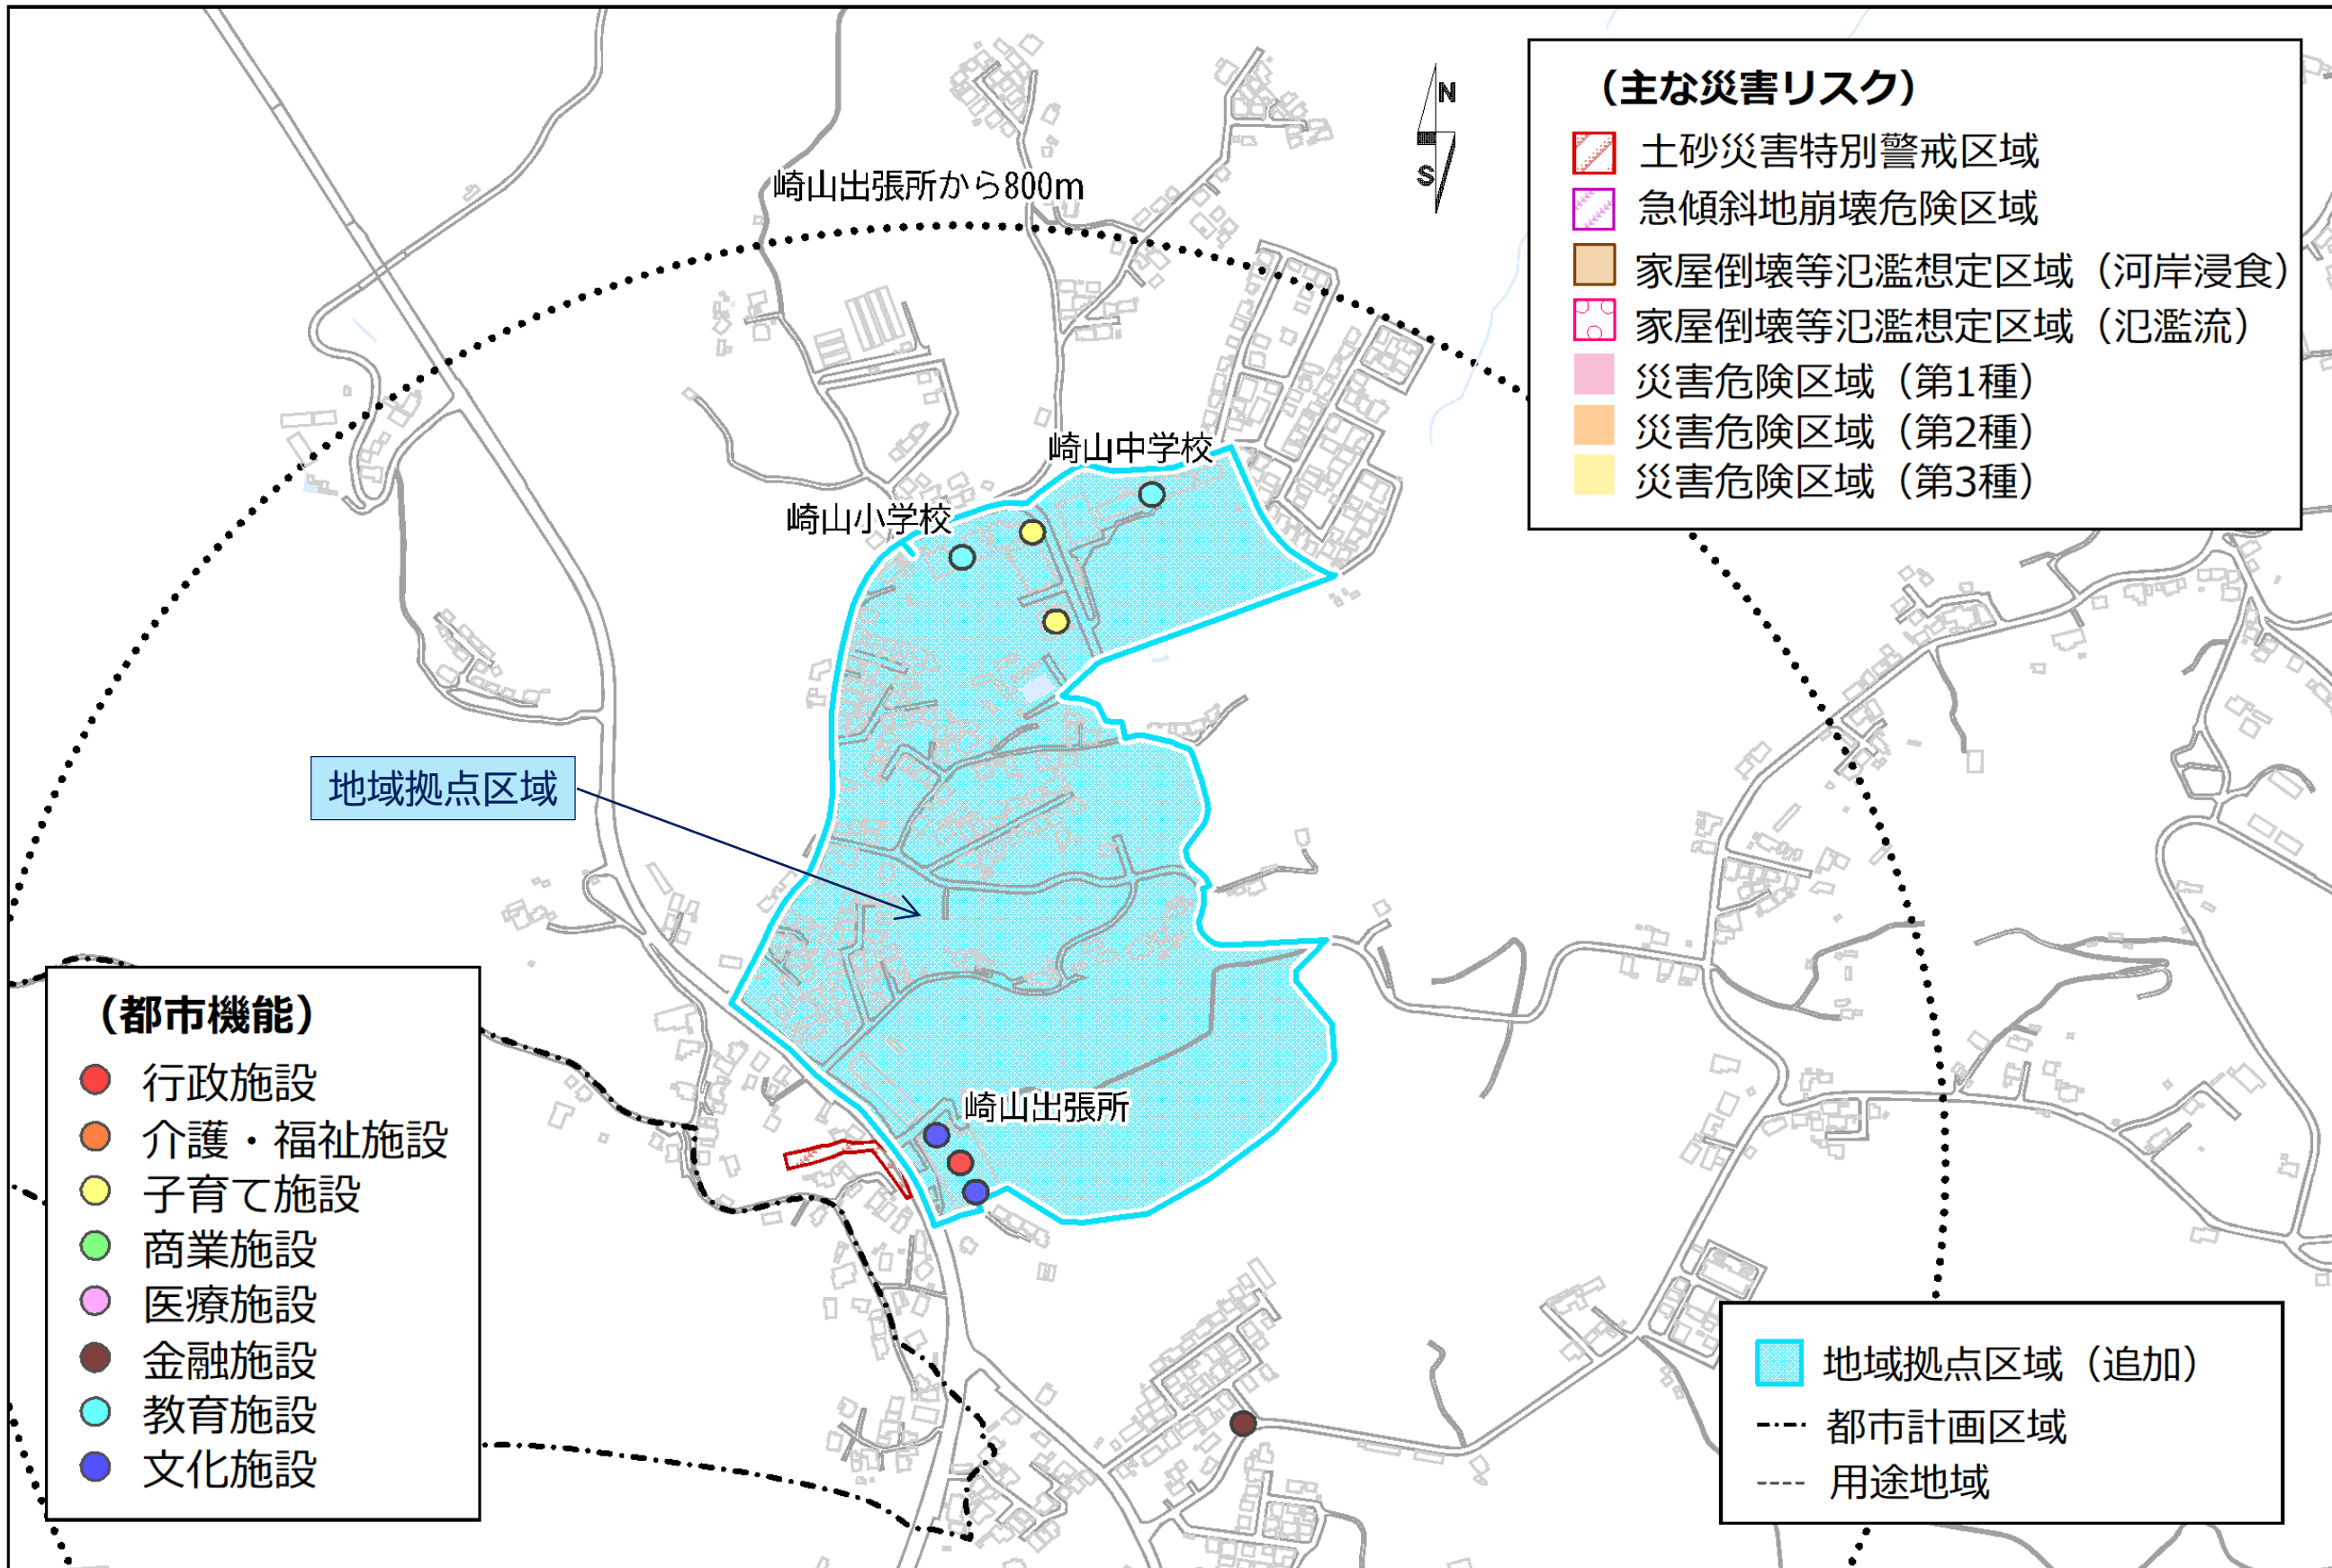 （主な災害リスク）
土砂災害特別警戒区域
急傾斜地崩壊危険区域
家屋倒壊等氾濫想定区域（河岸浸食）
家屋倒壊等氾濫想定区域（氾濫流）
災害危険区域（第1種）
災害危険区域（第2種）
災害危険区域（第3種）
N
S
崎山出張所から800m
崎山中学校
崎山小学校
地域拠点区域
崎山出張所
（都市機能）
行政施設
介護・福祉施設
子育て施設
商業施設
医療施設
金融施設
教育施設
文化施設
地域拠点区域（追加）
都市計画区域
用途地域